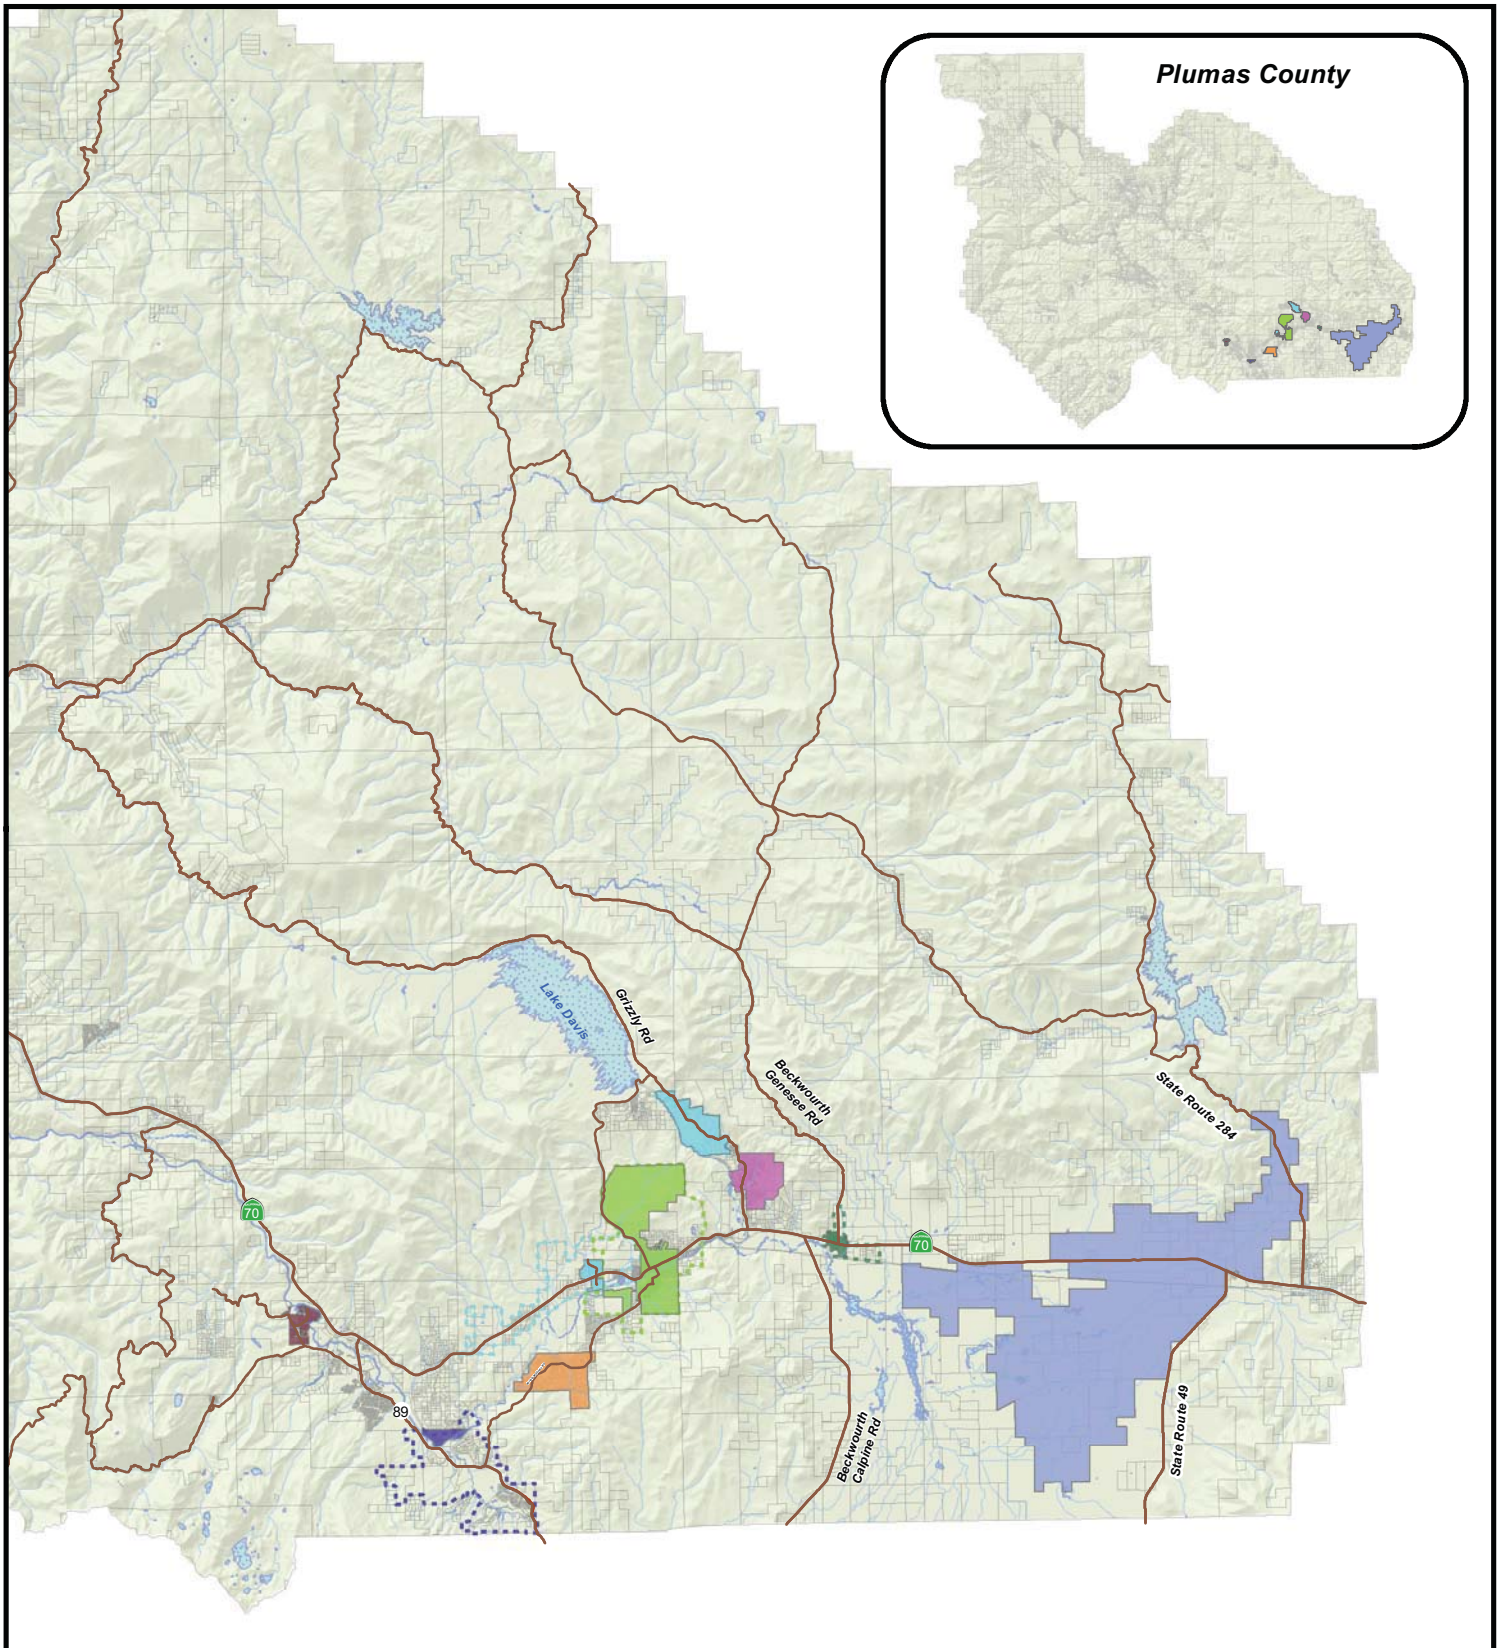 Plumas County
Lake Davis
Grizzly Rd
Beckwourth
Genesee Rd
State Route 284
70
70
89
Beckwourth
Calpine Rd
State Route 49